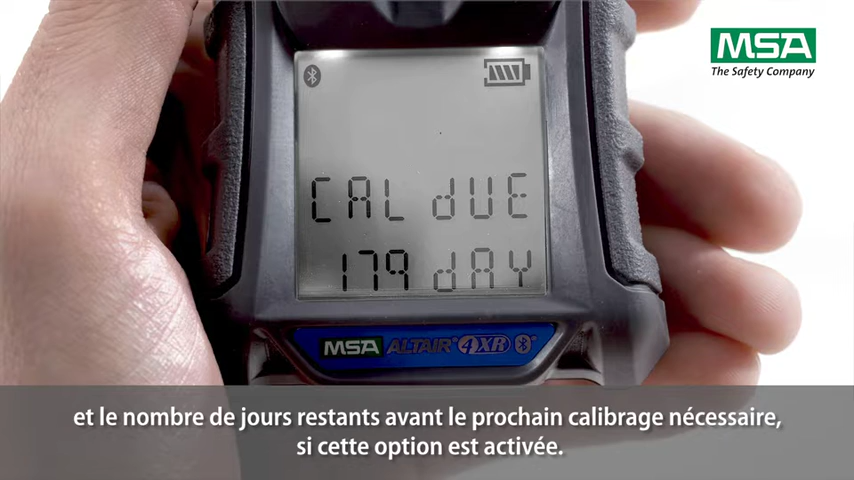 MSA
The Safety Company
CAL dUE
179 dAY
MSA ALTAIR® 4XR
et le nombre de jours restants avant le prochain calibrage nécessaire,
si cette option est activée.